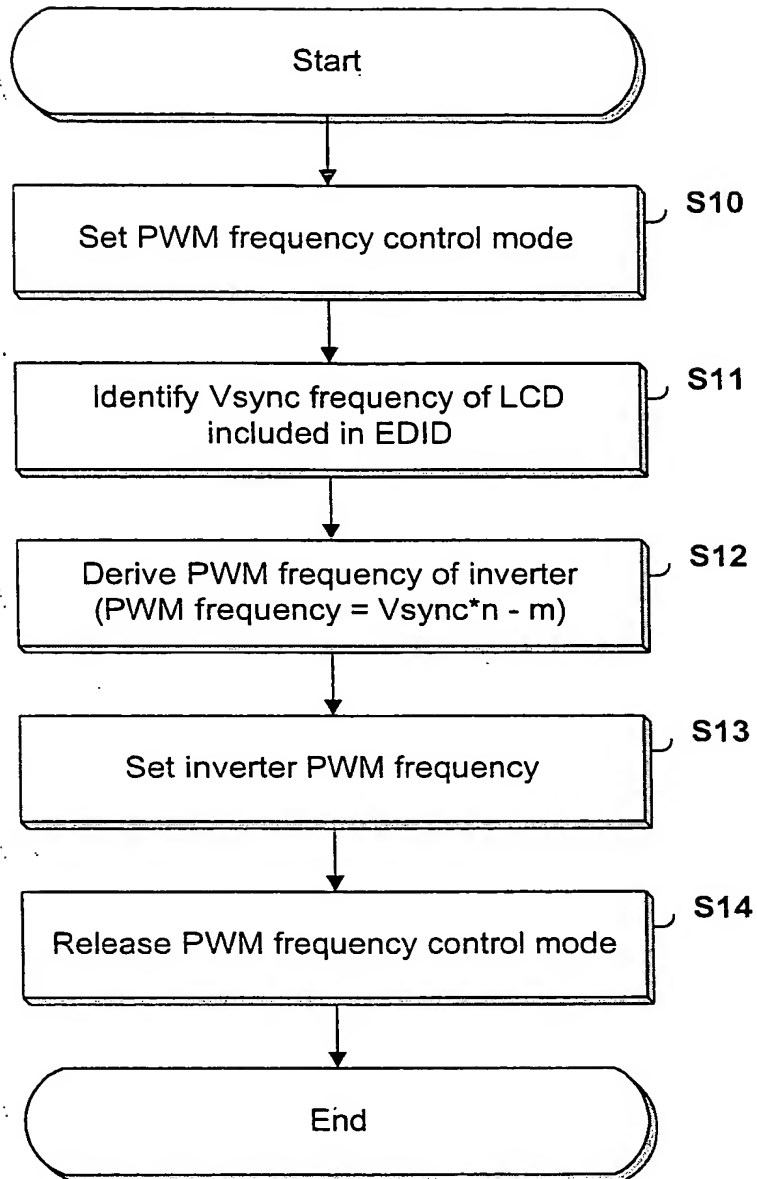 Start
S10
Set PWM frequency control mode
S11
Identify Vsync frequency of LCD
included in EDID
S12
Derive PWM frequency of inverter
(PWM frequency = Vsync*n - m)
S13
Set inverter PWM frequency
S14
Release PWM frequency control mode
End